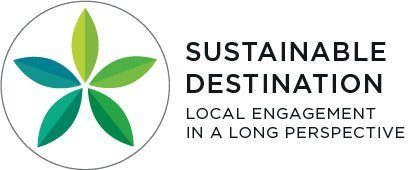 SUSTAINABLE
DESTINATION
LOCAL ENGAGEMENT
IN A LONG PERSPECTIVE